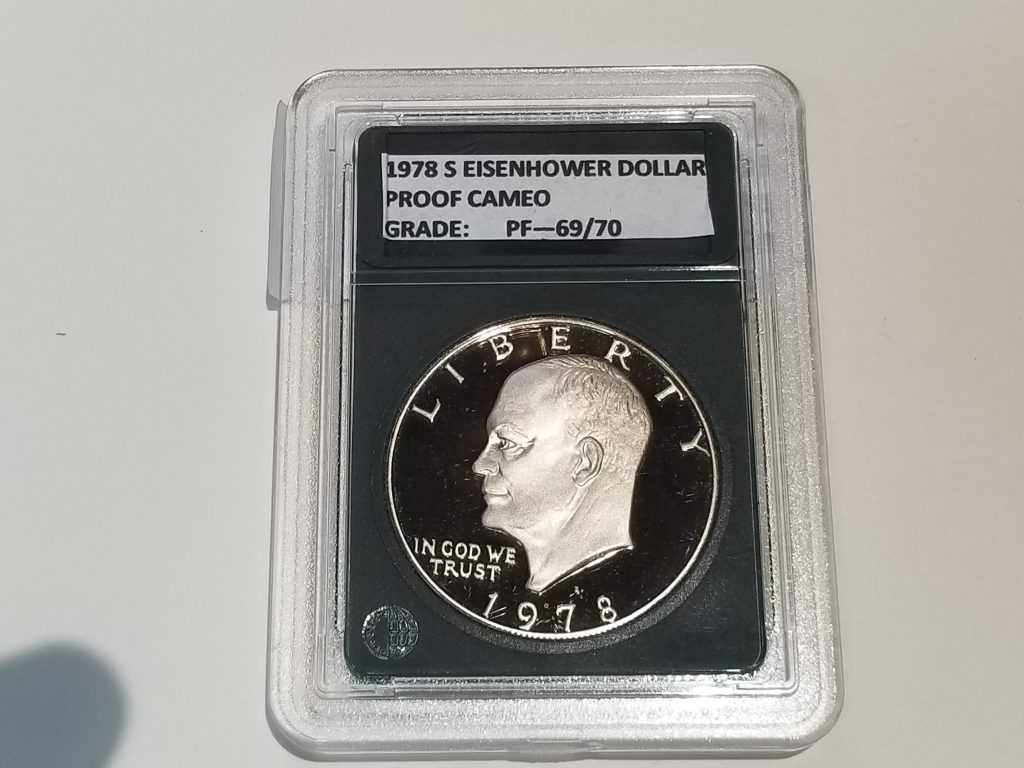 1978 S EISENHOWER DOLLAR
PROOF CAMEO
GRADE: PF—69/70
LIBERTY
IN GOD WE
TRUST
1978